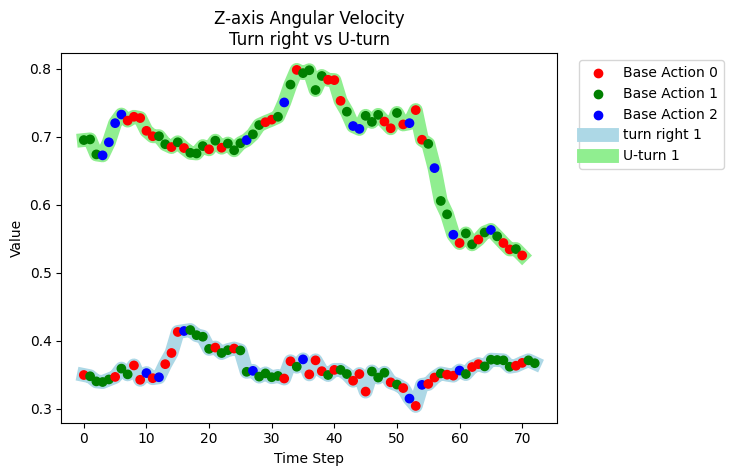 Z-axis Angular Velocity
Turn right vs U-turn
0.8
0.7
0.6
0.5
0.4
0.3
Value
0 10 20 30 40 50 60 70
Time Step
Base Action 0
Base Action 1
Base Action 2
turn right 1
U-turn 1